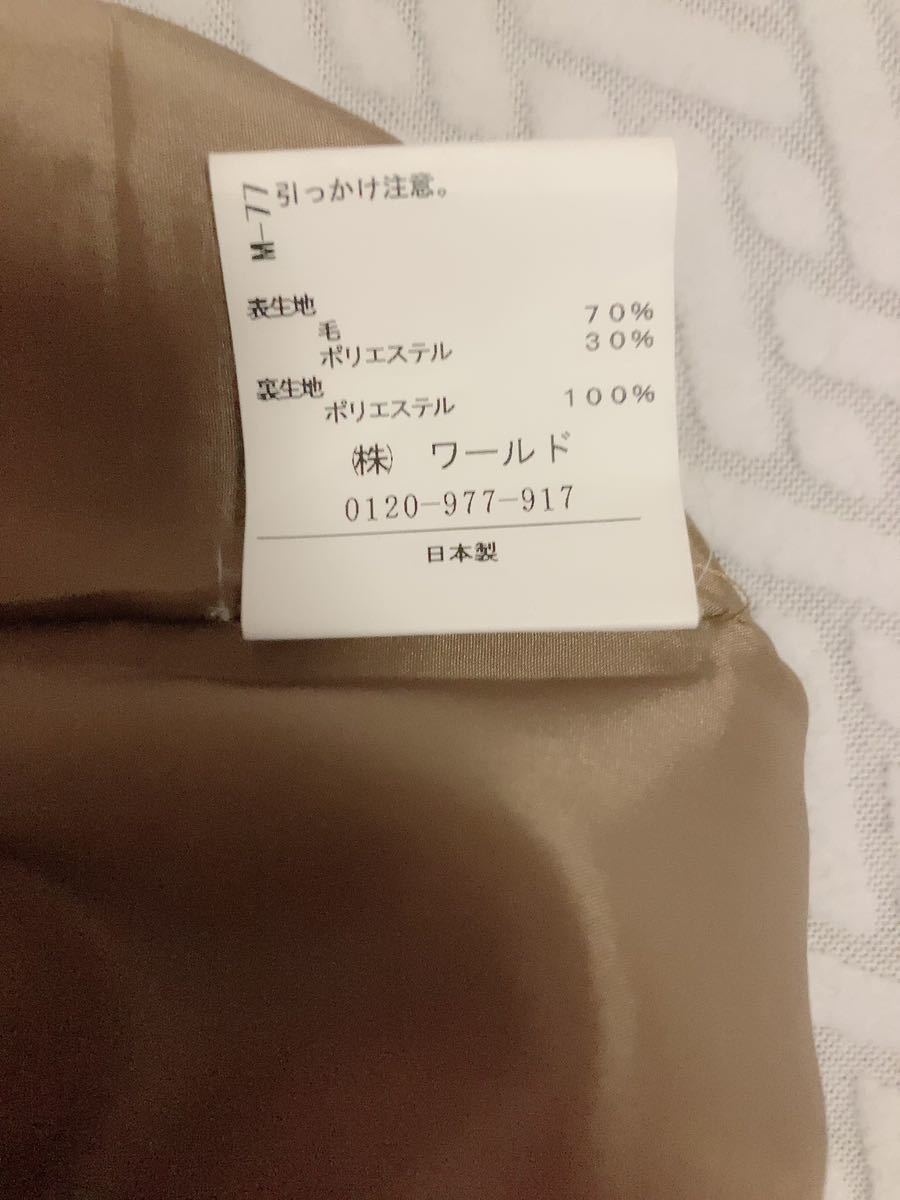 引っかけ注意。
M-77
表生地
毛 70%
ポリエステル 30%
裏生地
ポリエステル 100%
㈱ ワールド
0120-977-917
日本製